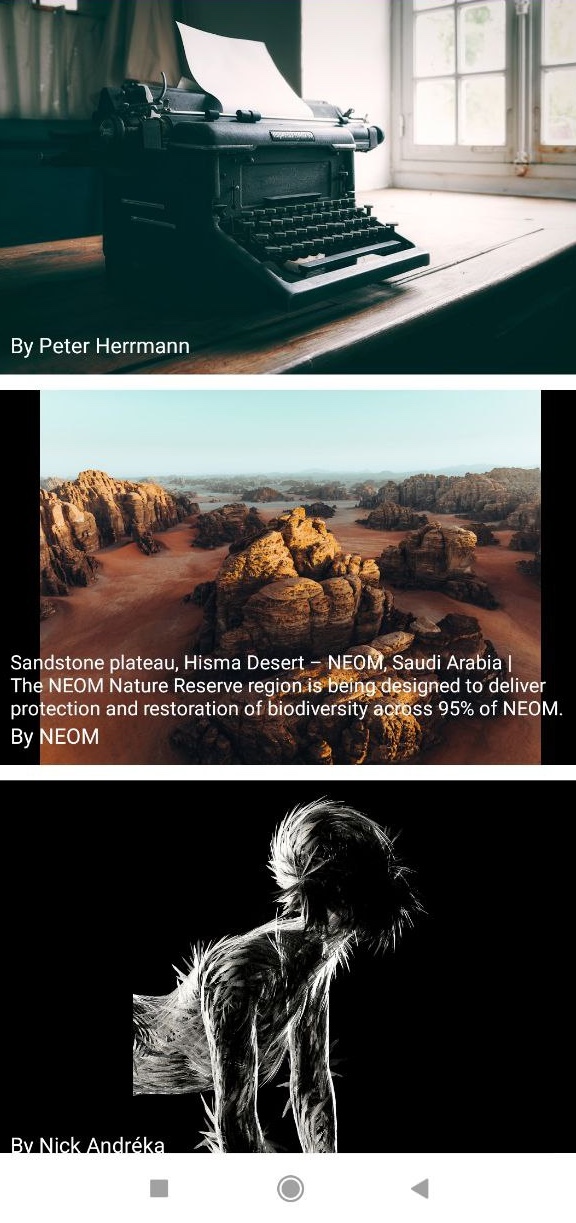 By Peter Herrmann
Sandstone plateau, Hisma Desert – NEOM, Saudi Arabia |
The NEOM Nature Reserve region is being designed to deliver
protection and restoration of biodiversity across 95% of NEOM.
By NEOM
By Nick Andréka